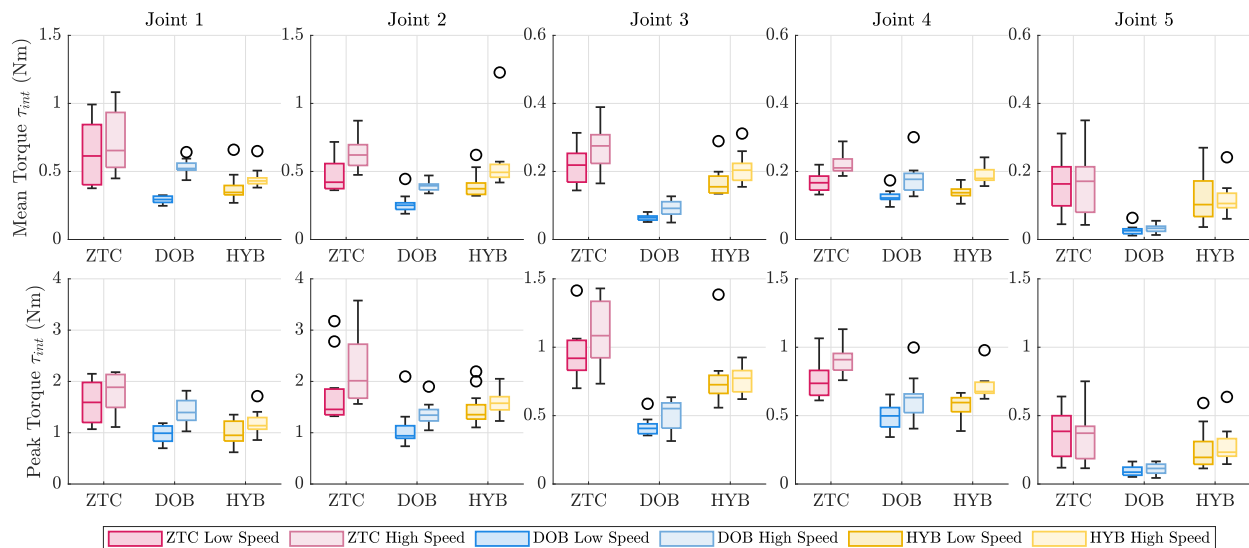 Joint 1 Joint 2 Joint 3 Joint 4 Joint 5
Mean Torque τ_int (Nm)
1.5 1.5 0.6 0.6 0.6
1 1 0.4 0.4 0.4
0.5 0.5 0.2 0.2 0.2
0 0 0 0 0
ZTC DOB HYB ZTC DOB HYB ZTC DOB HYB ZTC DOB HYB ZTC DOB HYB
Peak Torque τ_int (Nm)
4 4 1.5 1.5 1.5
3 3 1 1 1
2 2 0.5 0.5 0.5
1 1
0 0 0 0 0
ZTC DOB HYB ZTC DOB HYB ZTC DOB HYB ZTC DOB HYB ZTC DOB HYB
ZTC Low Speed ZTC High Speed DOB Low Speed DOB High Speed HYB Low Speed HYB High Speed